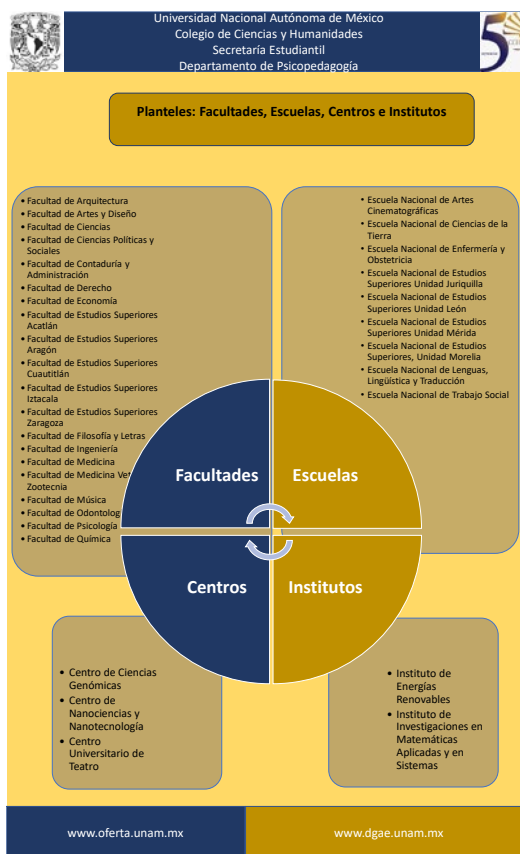 Universidad Nacional Autónoma de México
Colegio de Ciencias y Humanidades
Secretaría Estudiantil
Departamento de Psicopedagogía
Planteles: Facultades, Escuelas, Centros e Institutos
• Facultad de Arquitectura
• Facultad de Artes y Diseño
• Facultad de Ciencias
• Facultad de Ciencias Políticas y
Sociales
• Facultad de Contaduría y
Administración
• Facultad de Derecho
• Facultad de Economía
• Facultad de Estudios Superiores
Acatlán
• Facultad de Estudios Superiores
Aragón
• Facultad de Estudios Superiores
Cuautitlán
• Facultad de Estudios Superiores
Iztacala
• Facultad de Estudios Superiores
Zaragoza
• Facultad de Filosofía y Letras
• Facultad de Ingeniería
• Facultad de Medicina
• Facultad de Medicina Vet
Zootecnia
• Facultad de Música
• Facultad de Odontolog
• Facultad de Psicología
• Facultad de Química
• Escuela Nacional de Artes
Cinematográficas
• Escuela Nacional de Ciencias de la
Tierra
• Escuela Nacional de Enfermería y
Obstetricia
• Escuela Nacional de Estudios
Superiores Unidad Juriquilla
• Escuela Nacional de Estudios
Superiores Unidad León
• Escuela Nacional de Estudios
Superiores Unidad Mérida
• Escuela Nacional de Estudios
Superiores, Unidad Morelia
• Escuela Nacional de Lenguas,
Lingüística y Traducción
• Escuela Nacional de Trabajo Social
Facultades
Escuelas
Centros
Institutos
• Centro de Ciencias
Genómicas
• Centro de
Nanociencias y
Nanotecnología
• Centro
Universitario de
Teatro
• Instituto de
Energías
Renovables
• Instituto de
Investigaciones en
Matemáticas
Aplicadas y en
Sistemas
www.oferta.unam.mx
www.dgae.unam.mx